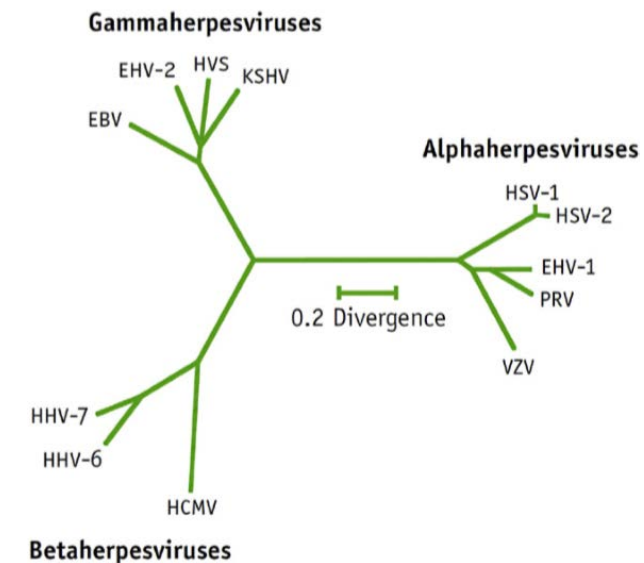 Gammaherpesviruses
EHV-2
HVS
KSHV
EBV
Alphaherpesviruses
HSV-1
HSV-2
EHV-1
PRV
VZV
0.2 Divergence
HHV-7
HHV-6
HCMV
Betaherpesviruses